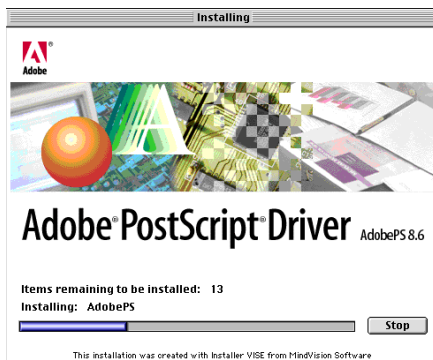 Installing
Adobe
Adobe® PostScript® Driver AdobePS 8.6
Items remaining to be installed: 13
Installing: AdobePS
Stop
This installation was created with Installer VISE from MindVision Software